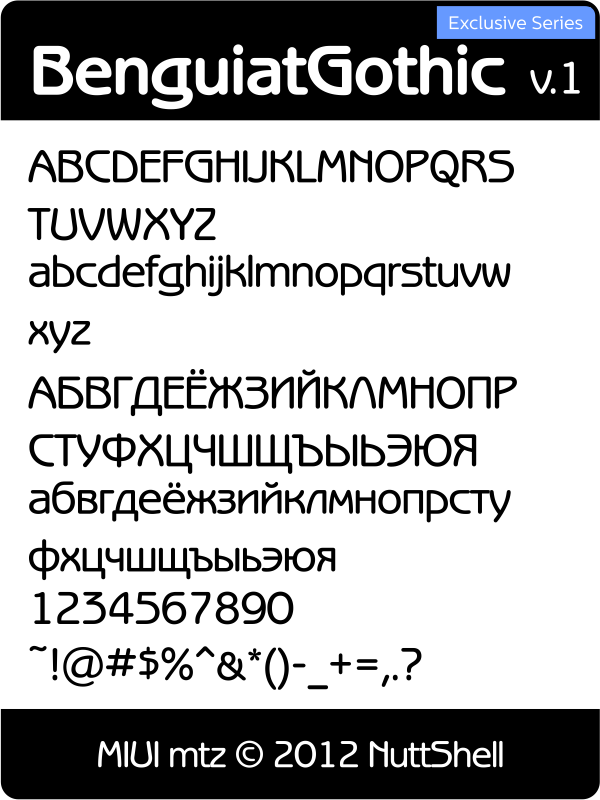 Exclusive Series
BenguiatGothic v.1
ABCDEFGHIJKLMNOPQRS
TUVWXYZ
abcdefghijklmnopqrstuvw
xyz
АБВГДЕЁЖЗИЙКЛМНОПР
СТУФХЦЧШЩЪЫЬЭЮЯ
абвгдеёжзийклмнопрсту
фхцчшщъыьэюя
1234567890
~!@#$%^&*()-_+=,.?
MIUI mtz © 2012 NuttShell